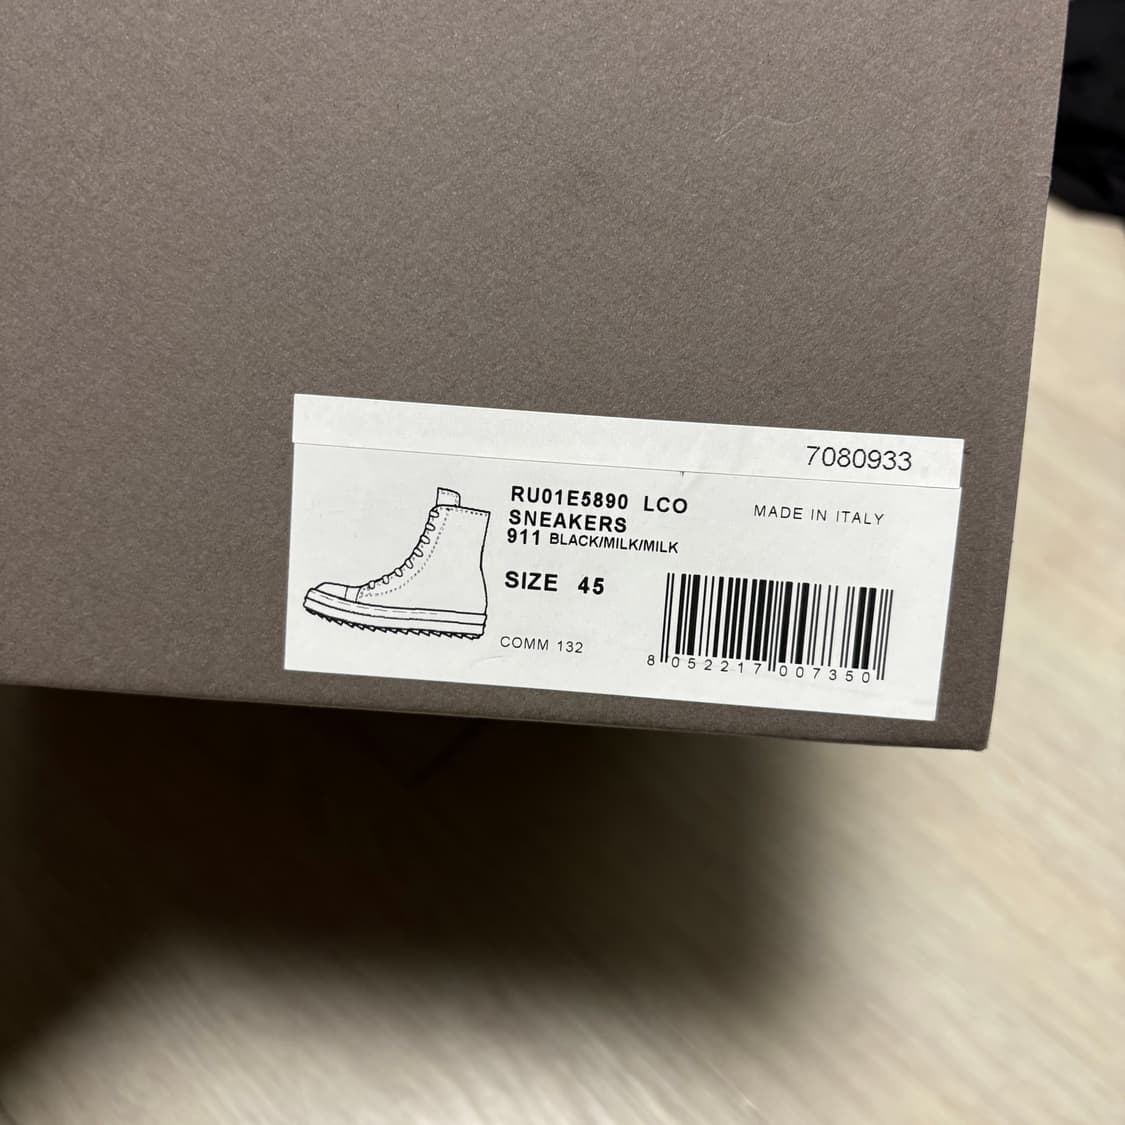 7080933
RU01E5890 LCO
SNEAKERS
911 BLACK/MILK/MILK
MADE IN ITALY
SIZE 45
COMM 132
8 052217 007350